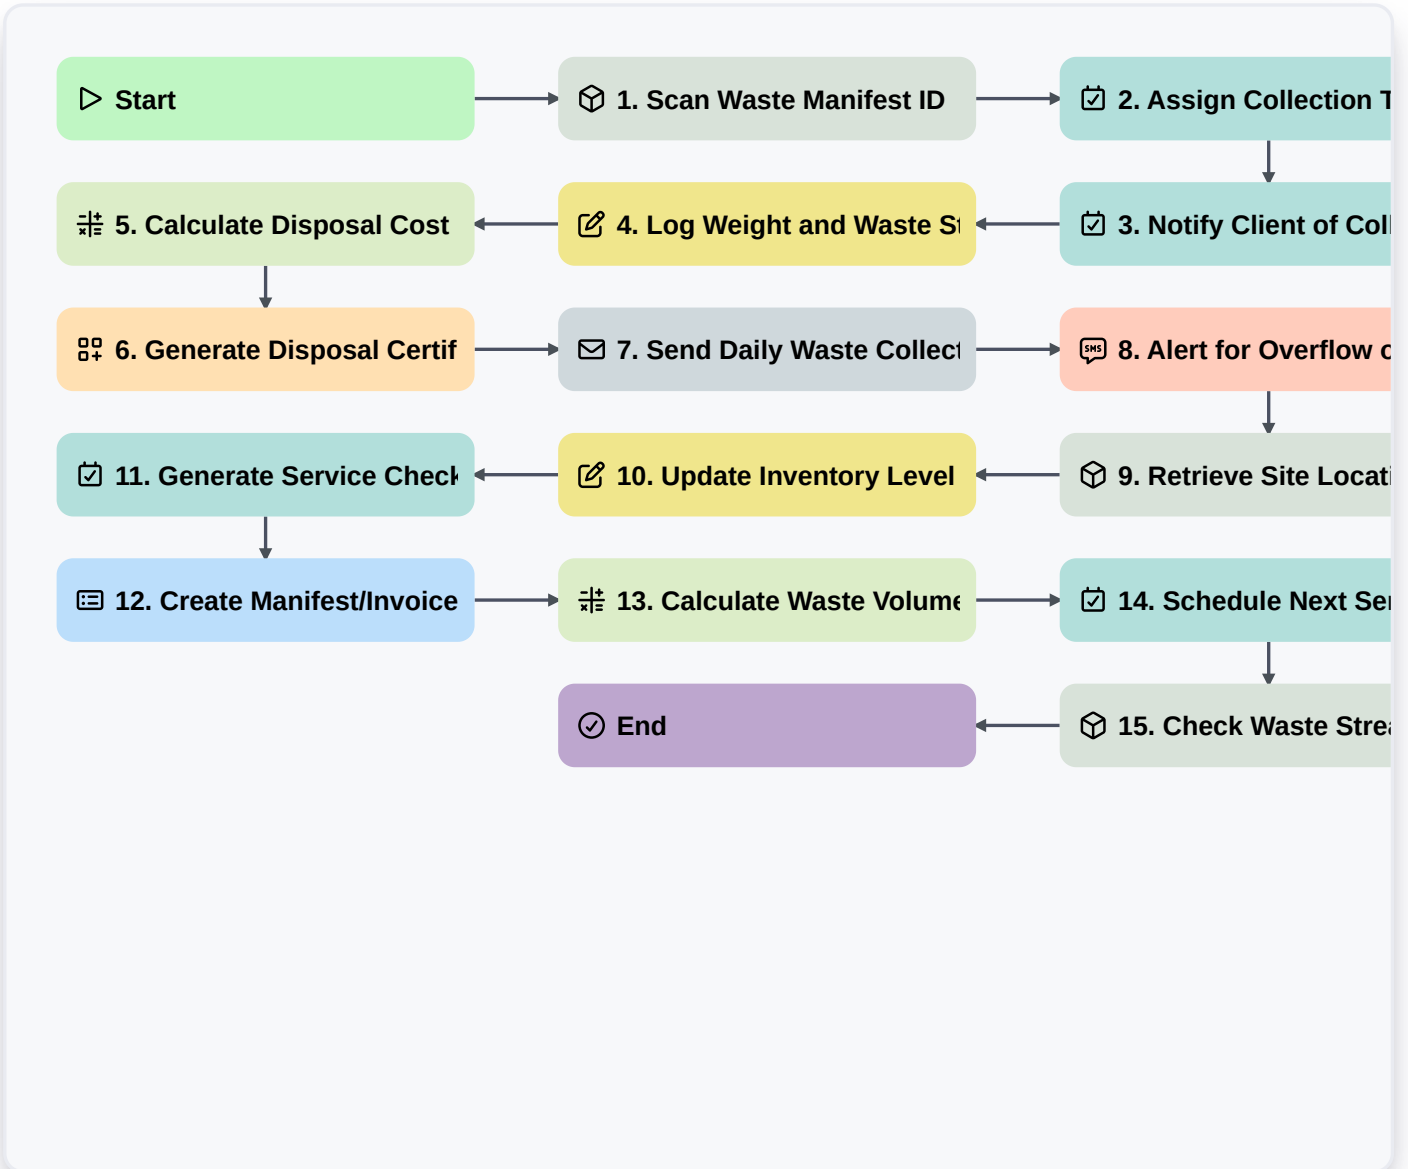 Start
1. Scan Waste Manifest ID
2. Assign Collection
5. Calculate Disposal Cost
4. Log Weight and Waste
3. Notify Client of
6. Generate Disposal
7. Send Daily Waste
SMS
8. Alert for Overflow
11. Generate Service Check
10. Update Inventory Level
9. Retrieve Site
12. Create Manifest/Invoice
13. Calculate Waste Volume
14. Schedule Next
End
15. Check Waste